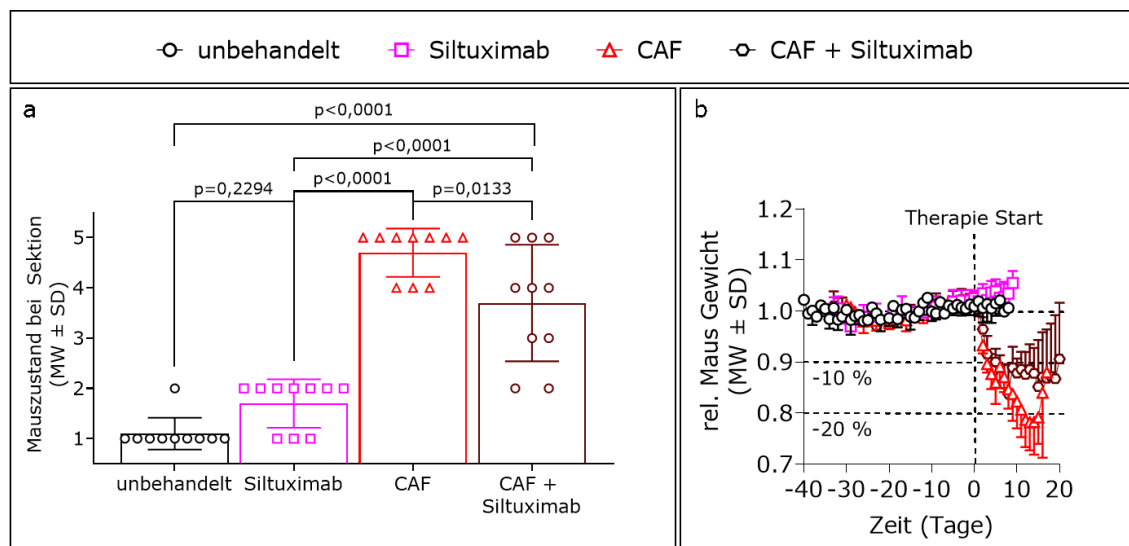 unbehandelt Siltuximab CAF CAF + Siltuximab
a
p<0,0001
p<0,0001
p=0,2294 p<0,0001 p=0,0133
Mauszustand bei Sektion
(MW ± SD)
5
4
3
2
1
unbehandelt Siltuximab CAF CAF +
Siltuximab
b
Therapie Start
rel. Maus Gewicht
(MW ± SD)
1.2
1.1
1.0
0.9
0.8
0.7
-10 %
-20 %
-40 -30 -20 -10 0 10 20
Zeit (Tage)